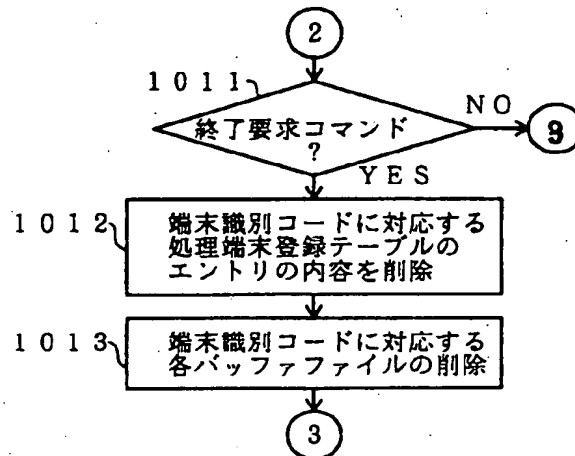 2
1011
終了要求コマンド
?
NO
9
YES
1012
端末識別コードに対応する
処理端末登録テーブルの
エントリの内容を削除
1013
端末識別コードに対応する
各バッファファイルの削除
3